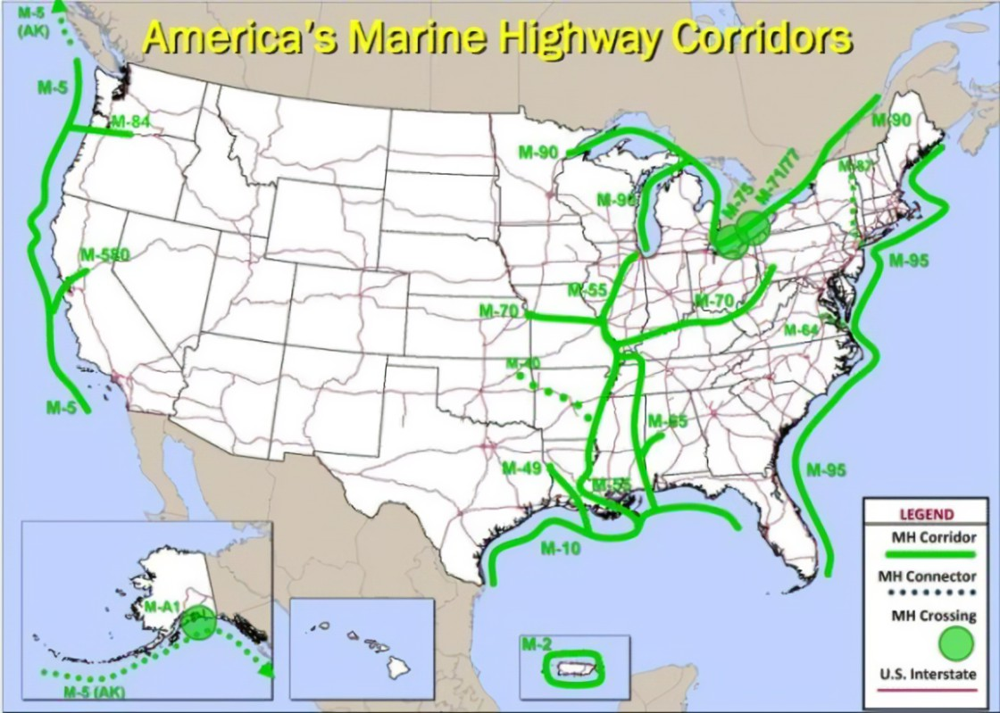 America's Marine Highway Corridors
M-5
(AK)
M-5
M-84
M-90
M-90
M-90
M-87
M-75
M-71/77
M-580
M-55
M-70
M-70
M-95
M-64
M-40
M-5
M-65
M-49
M-55
M-95
M-10
M-A1
M-5 (AK)
M-2
LEGEND
MH Corridor
MH Connector
MH Crossing
U.S. Interstate